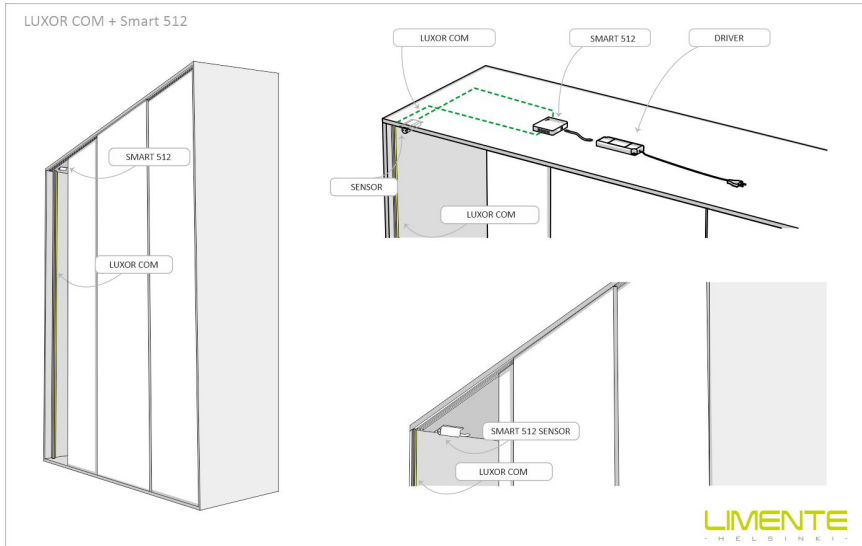 LUXOR COM + Smart 512
SMART 512
LUXOR COM
LUXOR COM
SMART 512
DRIVER
SENSOR
LUXOR COM
SMART 512 SENSOR
LUXOR COM
LIMENTE
· HELSINKI ·